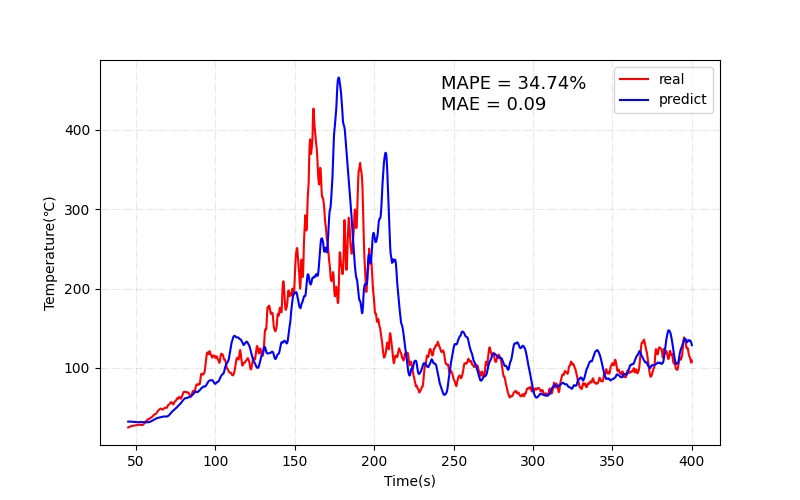 MAPE = 34.74%
MAE = 0.09
real
predict
Temperature(℃)
400
300
200
100
50
100
150
200
250
300
350
400
Time(s)